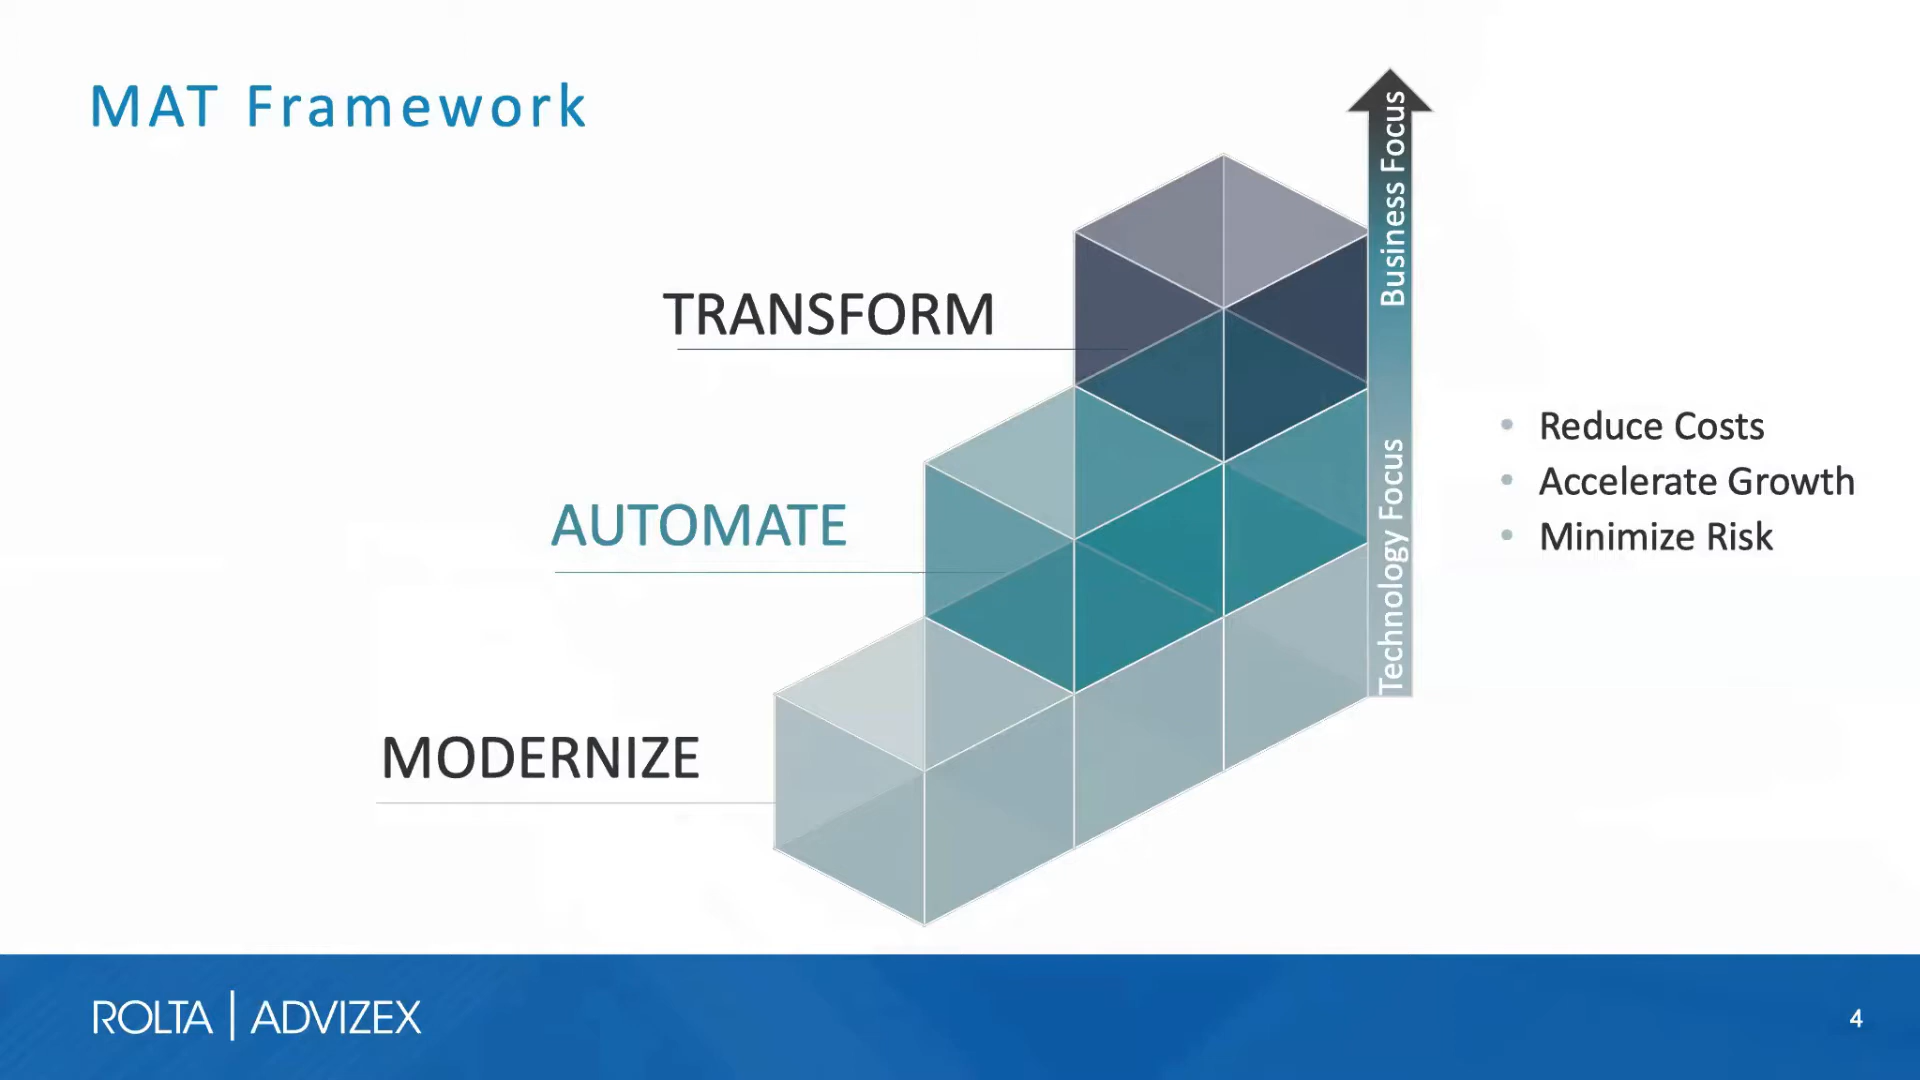 MAT Framework
Business Focus
TRANSFORM
Technology Focus
• Reduce Costs
• Accelerate Growth
• Minimize Risk
AUTOMATE
MODERNIZE
ROLTA | ADVIZEX
4